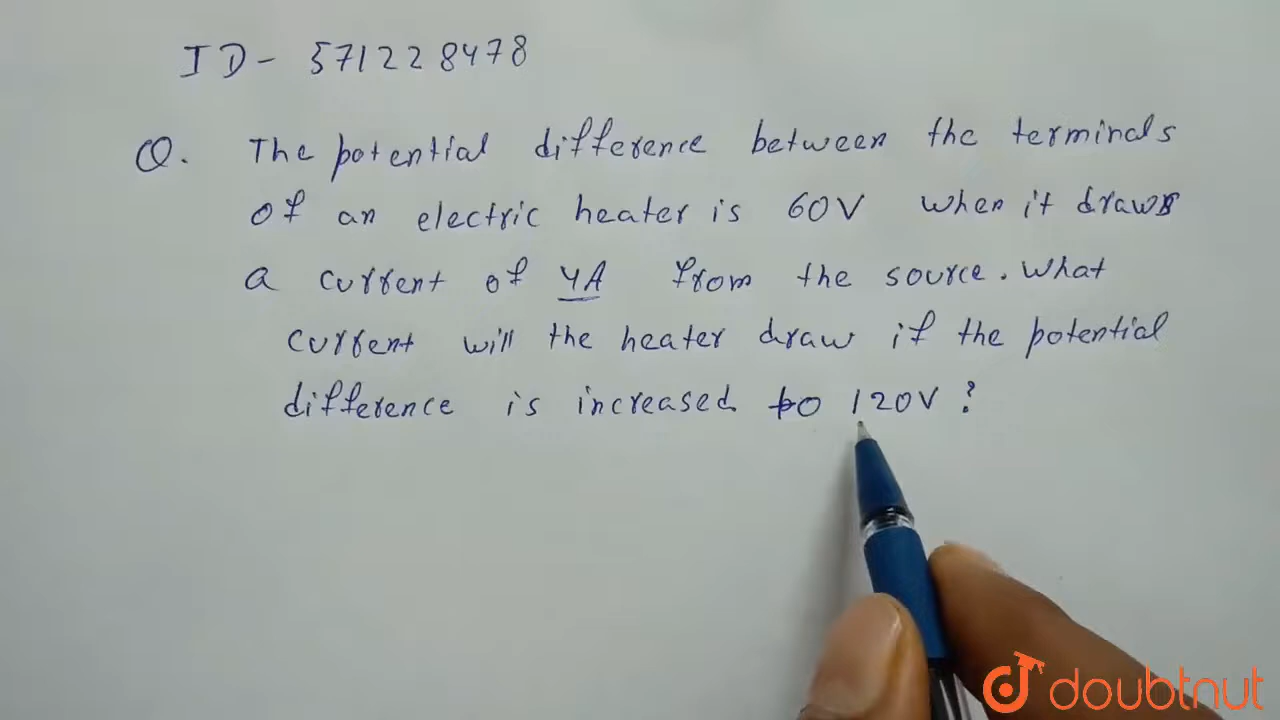 ID- 571228478
Q. The potential difference between the terminals
of an electric heater is 60V when it draws
a current of 4A from the source. What
current will the heater draw if the potential
difference is increased to 120V ?
doubtnut